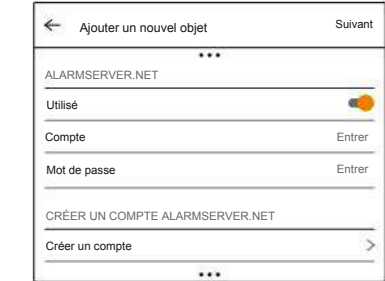 Ajouter un nouvel objet Suivant
ALARMSERVER.NET
Utilisé
Compte Entrer
Mot de passe Entrer
CRÉER UN COMPTE ALARMSERVER.NET
Créer un compte